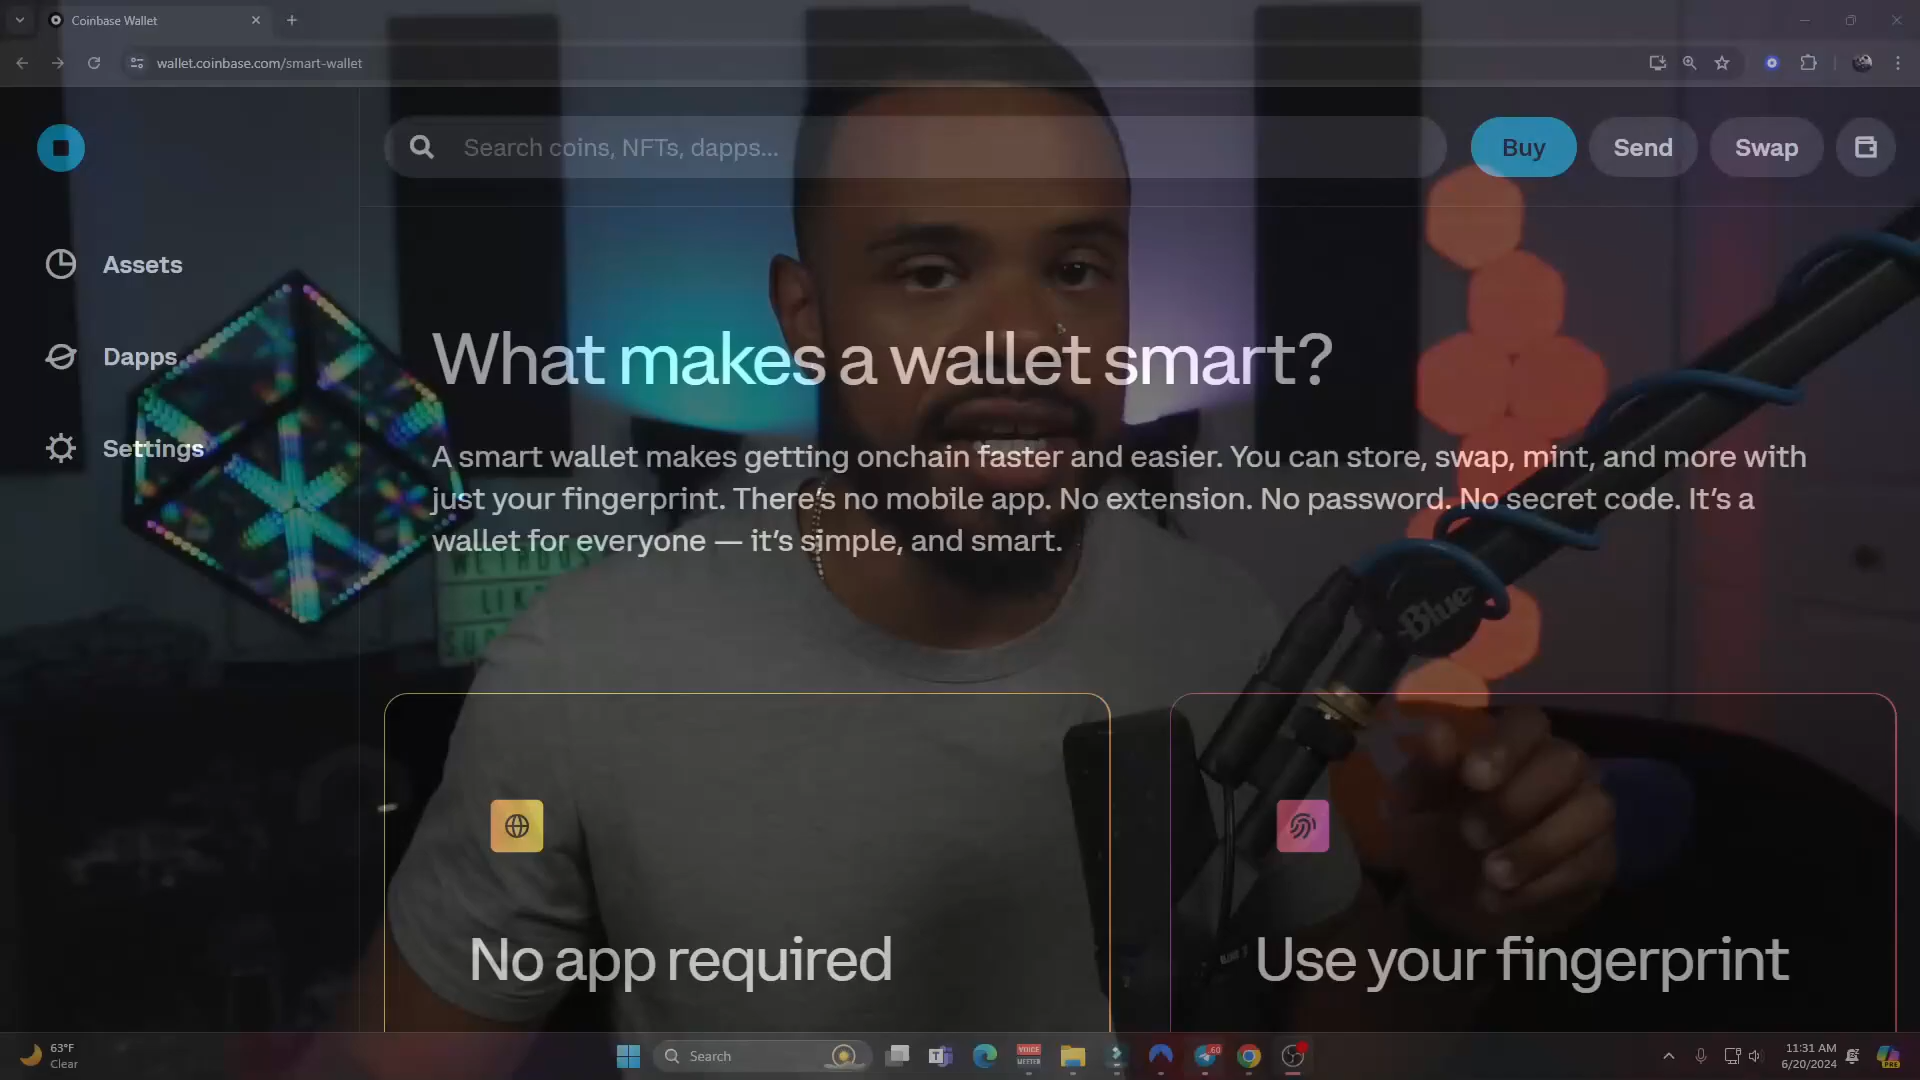 Coinbase Wallet
wallet.coinbase.com/smart-wallet
Search coins, NFTs, dapps...
Buy
Send
Swap
Assets
Dapps
Settings
What makes a wallet smart?
A smart wallet makes getting onchain faster and easier. You can store, swap, mint, and more with
just your fingerprint. There's no mobile app. No extension. No password. No secret code. It's a
wallet for everyone — it's simple, and smart.
LIK
Blue
No app required
Use your fingerprint
63°F
Clear
Search
11:31 AM
6/20/2024